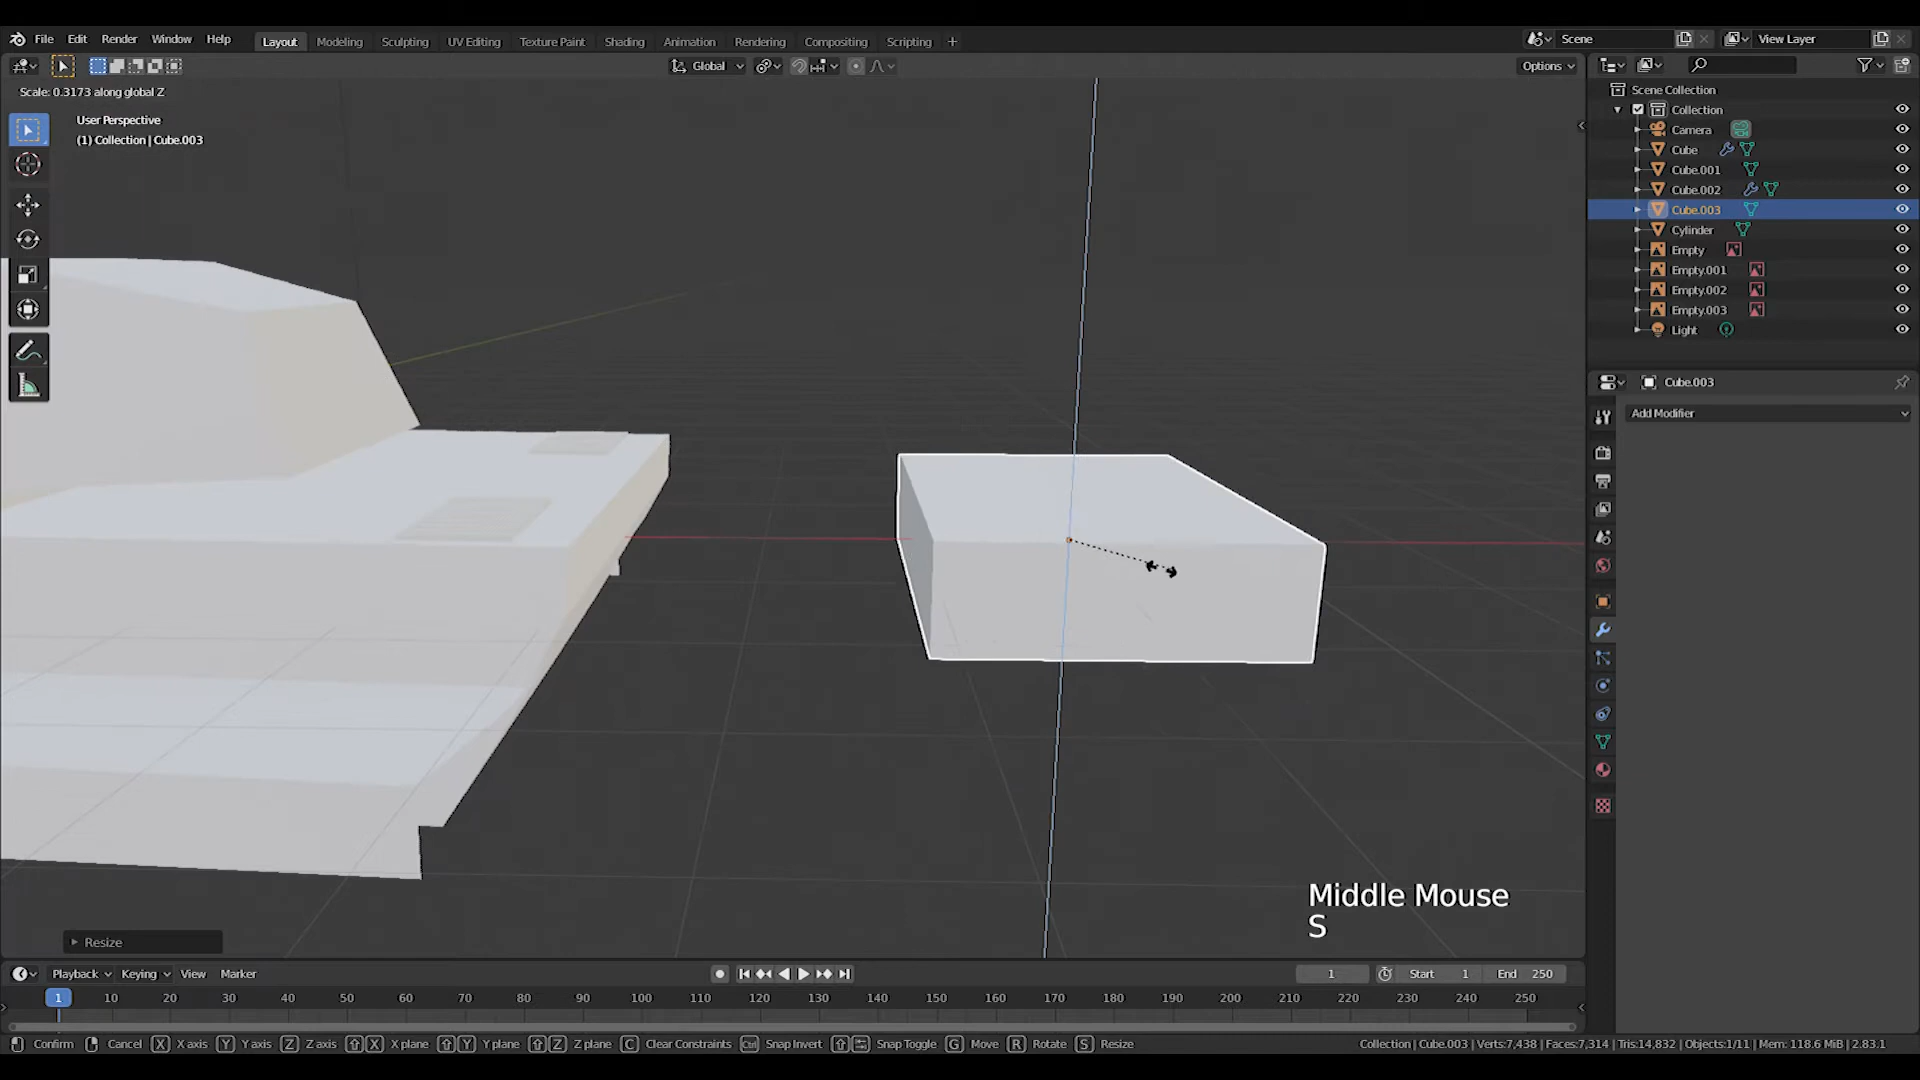 File Edit Render Window Help Layout Modeling Sculpting UV Editing Texture Paint Shading Animation Rendering Compositing Scripting + Scene View Layer
Global Options
Scale: 0.3173 along global Z
User Perspective
(1) Collection | Cube.003
Scene Collection
Collection
Camera
Cube
Cube.001
Cube.002
Cube.003
Cylinder
Empty
Empty.001
Empty.002
Empty.003
Light
Cube.003
Add Modifier
Middle Mouse
S
Resize
Playback Keying View Marker 1 Start 1 End 250
1 10 20 30 40 50 60 70 80 90 100 110 120 130 140 150 160 170 180 190 200 210 220 230 240 250
Confirm Cancel X X axis Y Y axis Z Z axis X X plane Y Y plane Z Z plane C Clear Constraints Ctrl Snap Invert Snap Toggle G Move R Rotate S Resize Collection | Cube.003 | Verts:7,438 | Faces:7,314 | Tris:14,832 | Objects:1/11 | Mem: 118.6 MiB | 2.83.1